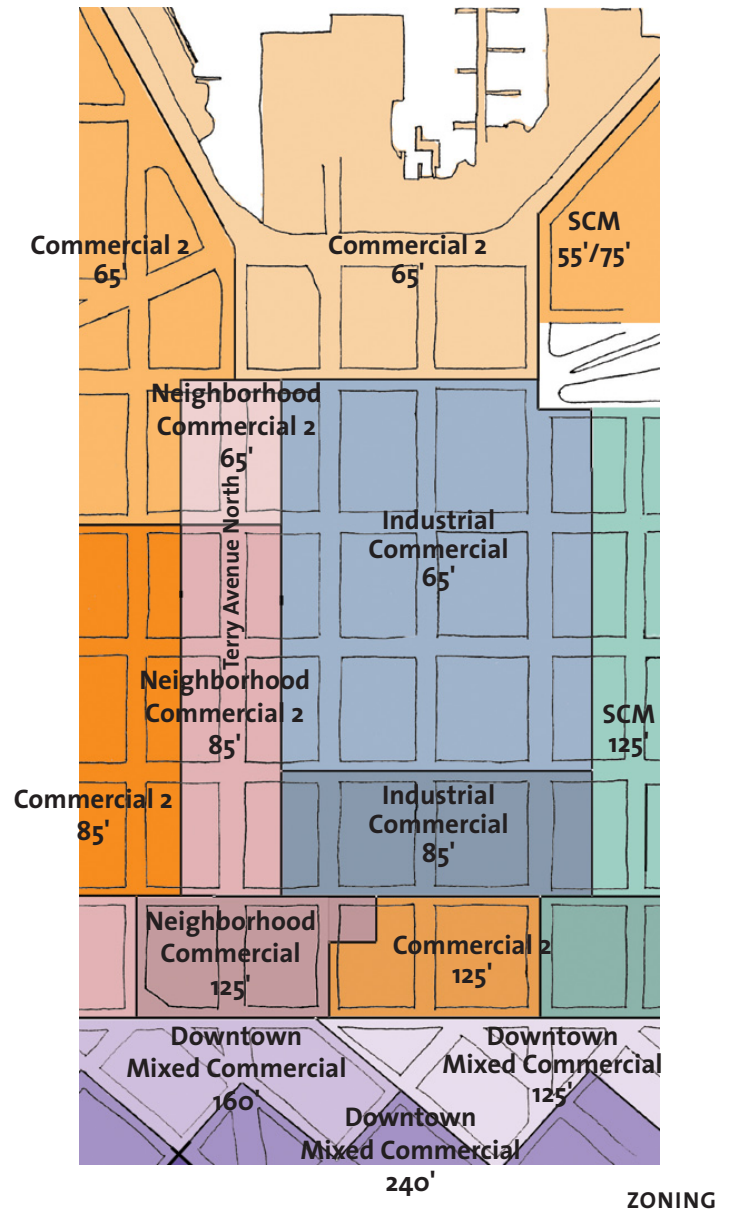 Commercial 2
65'
Commercial 2
65'
SCM
55'/75'
Neighborhood
Commercial 2
65'
Terry Avenue North
Industrial
Commercial
65'
Neighborhood
Commercial 2
85'
SCM
125'
Commercial 2
85'
Industrial
Commercial
85'
Neighborhood
Commercial
125'
Commercial 2
125'
Downtown
Mixed Commercial
160'
Downtown
Mixed Commercial
125'
Downtown
Mixed Commercial
240'
ZONING